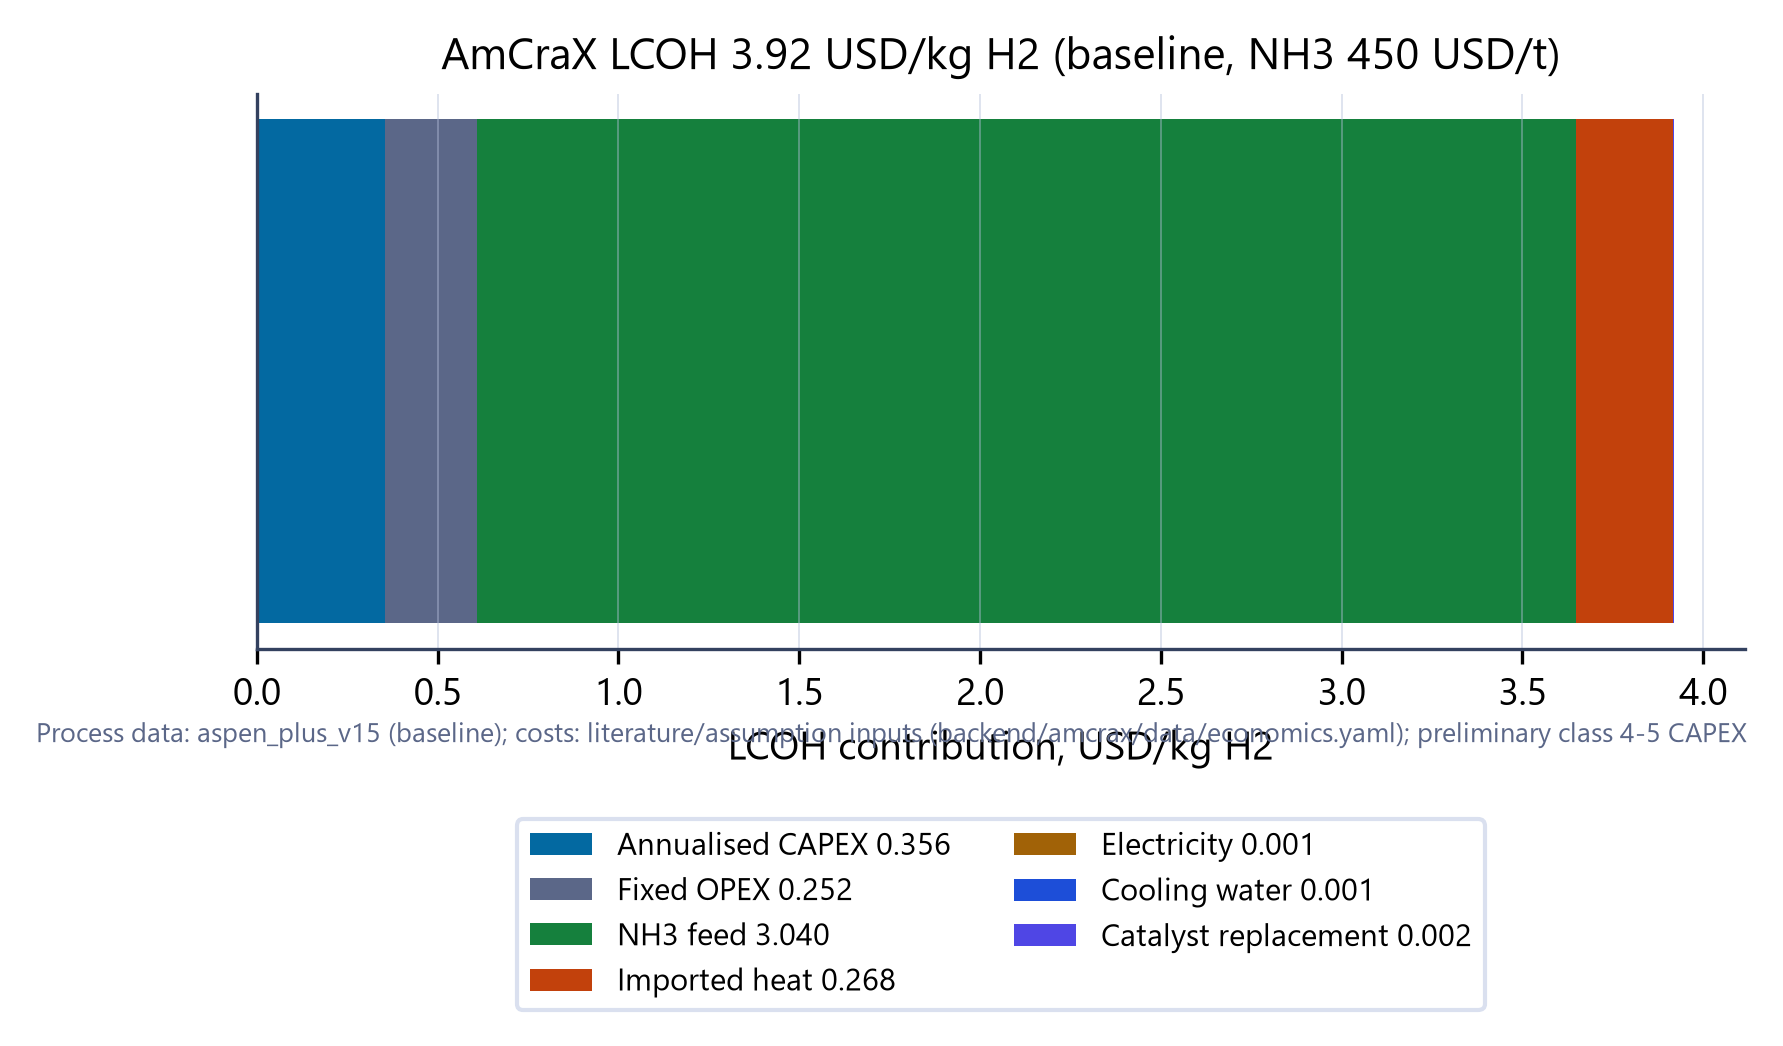 AmCraX LCOH 3.92 USD/kg H2 (baseline, NH3 450 USD/t)
0.0 0.5 1.0 1.5 2.0 2.5 3.0 3.5 4.0
Process data: aspen_plus_v15 (baseline); costs: literature/assumption inputs (backend/amcrax/data/economics.yaml); preliminary class 4-5 CAPEX
LCOH contribution, USD/kg H2
Annualised CAPEX 0.356
Fixed OPEX 0.252
NH3 feed 3.040
Imported heat 0.268
Electricity 0.001
Cooling water 0.001
Catalyst replacement 0.002